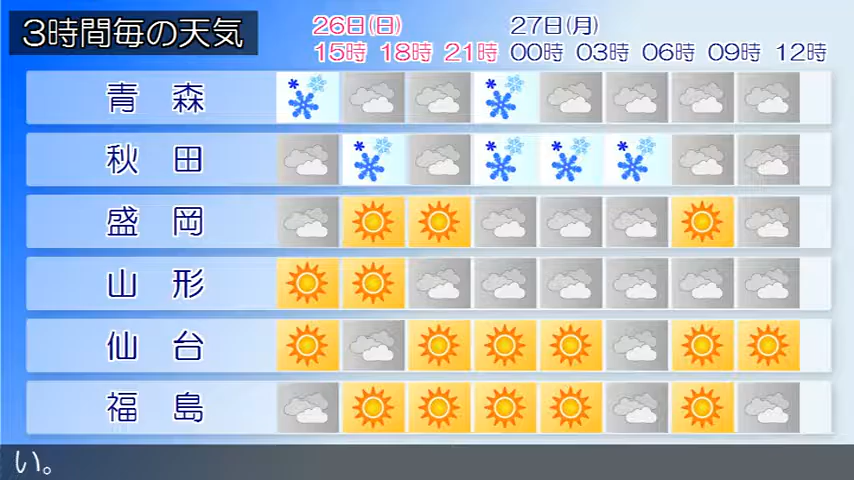 3時間毎の天気
26日(日) 27日(月)
15時 18時 21時 00時 03時 06時 09時 12時
青 森
秋 田
盛 岡
山 形
仙 台
福 島
い。